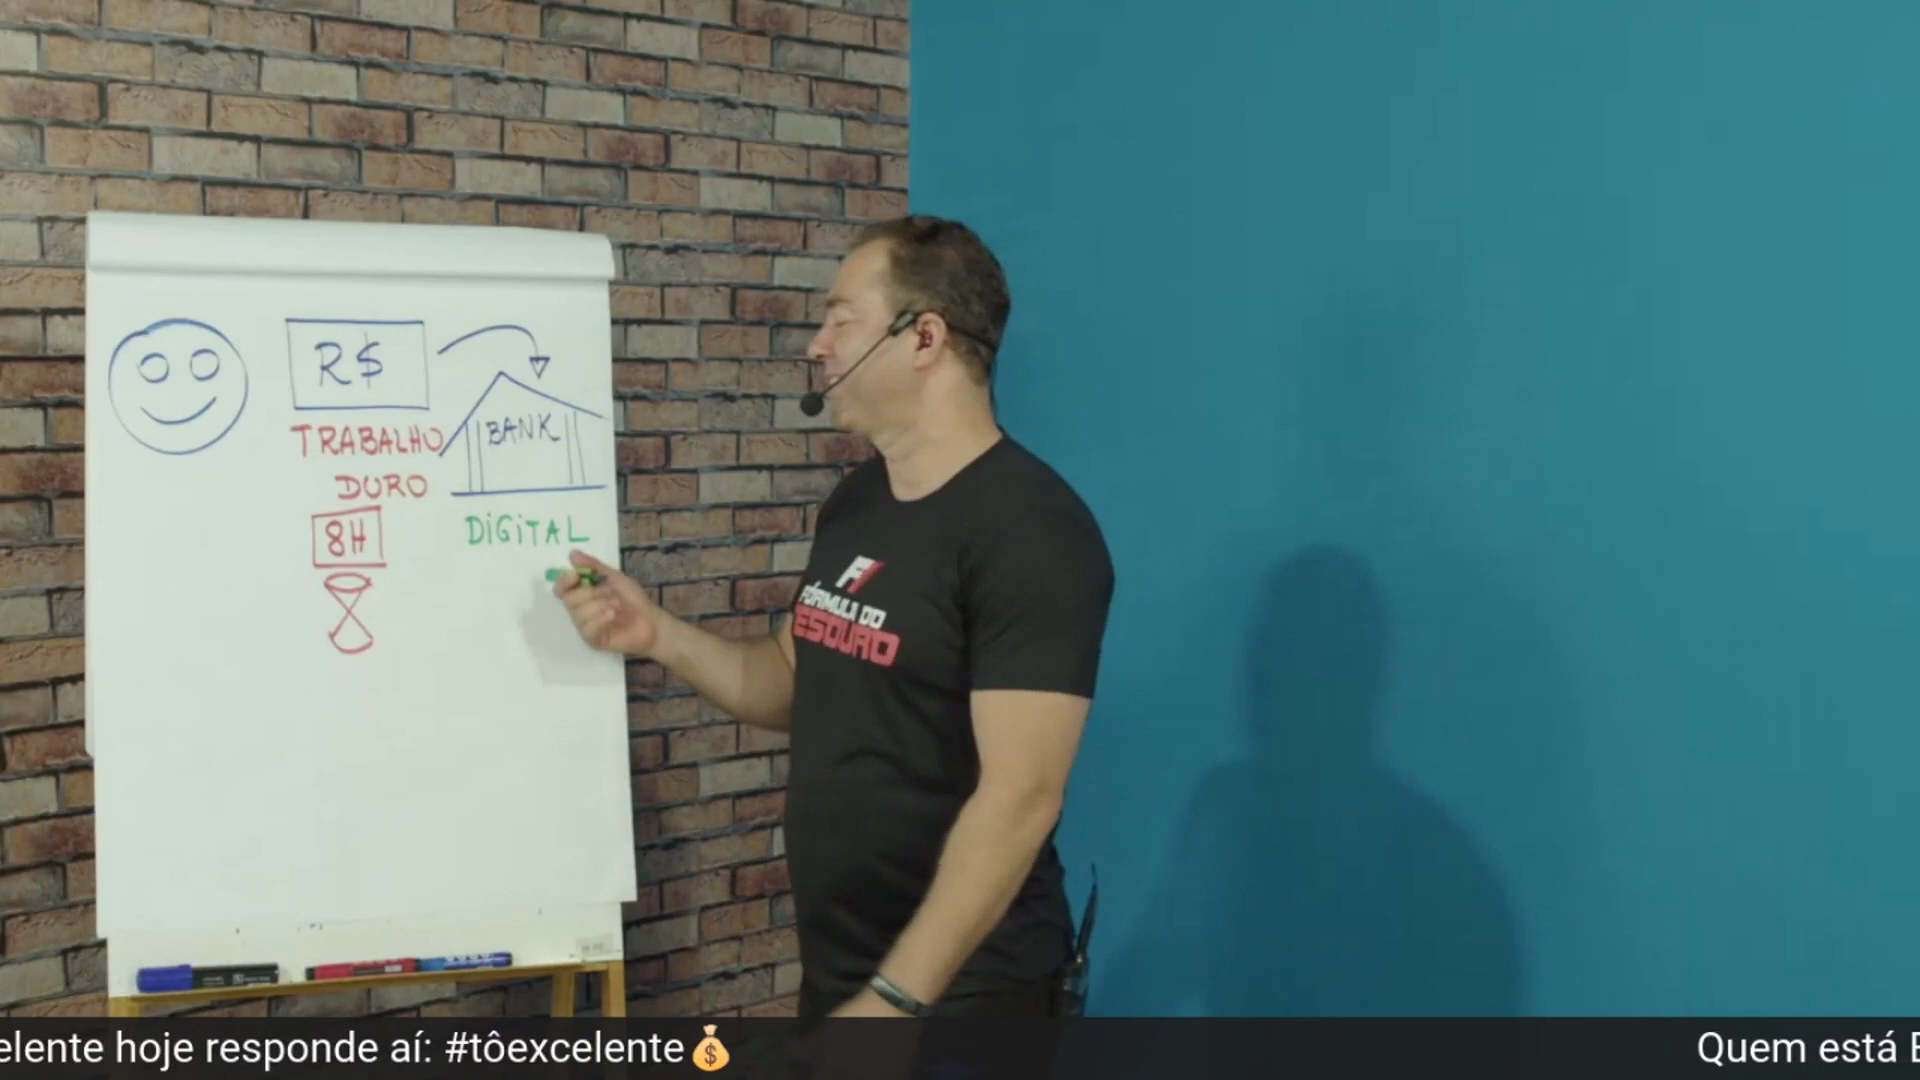 R$
BANK
TRABALHO
DURO
DIGITAL
8H
FÓRMULA DO
TESOURO
elente hoje responde aí: #tôexcelente💰
Quem está E